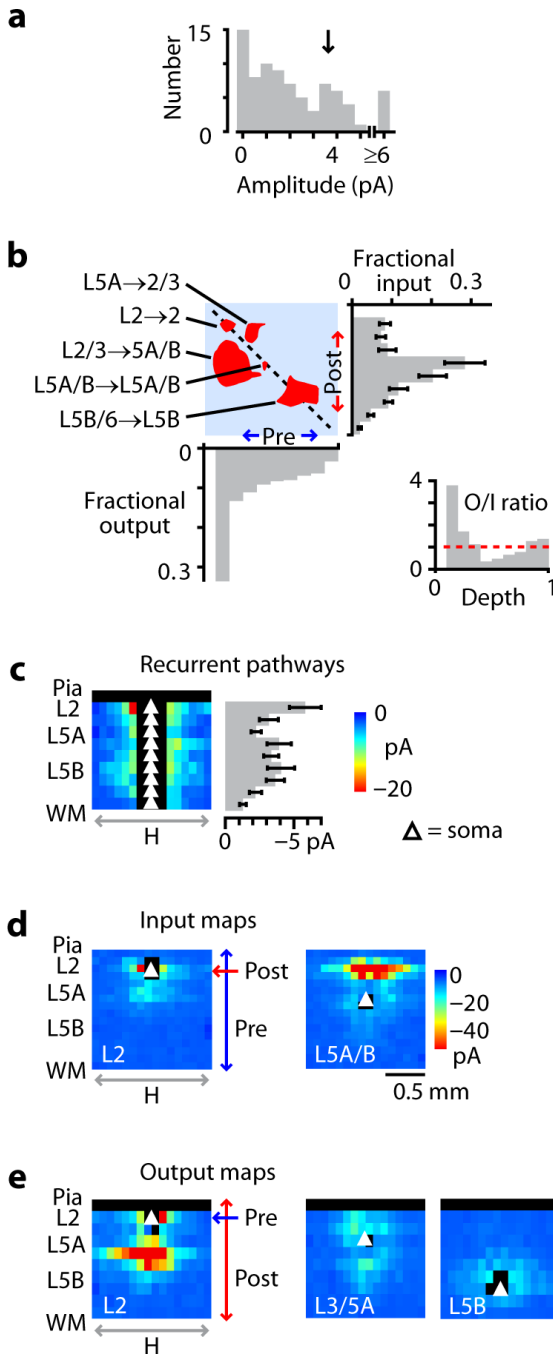 a
15
Number
0
0
4
≥6
Amplitude (pA)
b
Fractional
input
0
0.3
L5A→2/3
L2→2
L2/3→5A/B
L5A/B→L5A/B
L5B/6→L5B
Post
Pre
0
Fractional
output
0.3
4
O/I ratio
0
0
1
Depth
c
Recurrent pathways
Pia
L2
L5A
L5B
WM
H
0
−5 pA
0
pA
−20
= soma
d
Input maps
Pia
L2
L5A
L5B
WM
L2
H
Post
Pre
L5A/B
0
−20
−40
pA
0.5 mm
e
Output maps
Pia
L2
L5A
L5B
WM
L2
H
Pre
Post
L3/5A
L5B